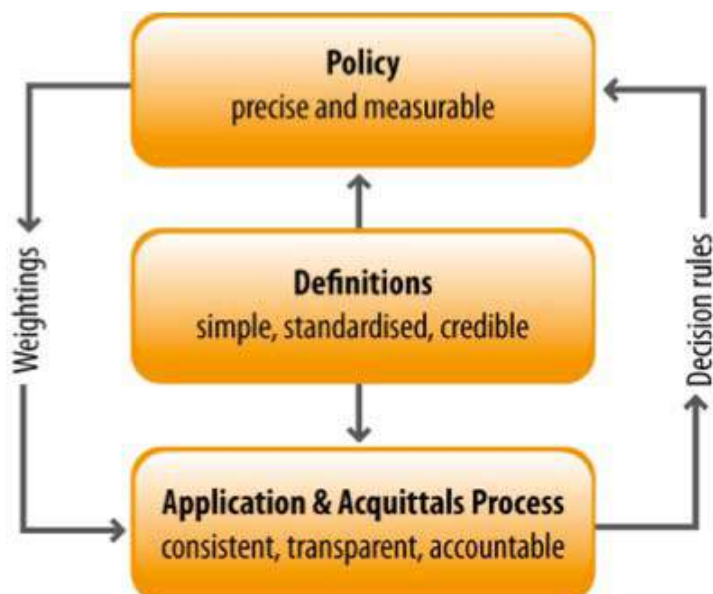 Policy
precise and measurable
Weightings
Definitions
simple, standardised, credible
Decision rules
Application & Acquittals Process
consistent, transparent, accountable